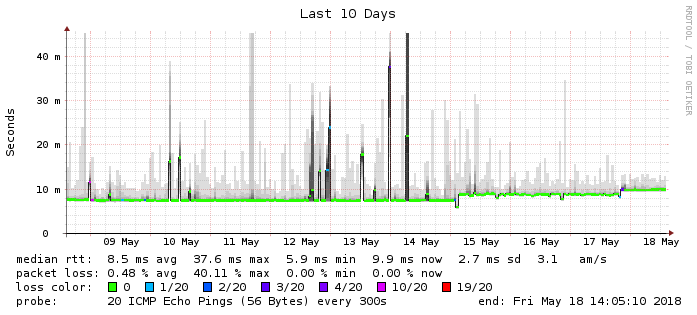 Last 10 Days
RRDTOOL / TOBI OETIKER
Seconds
40 m
30 m
20 m
10 m
0
09 May 10 May 11 May 12 May 13 May 14 May 15 May 16 May 17 May 18 May
median rtt: 8.5 ms avg 37.6 ms max 5.9 ms min 9.9 ms now 2.7 ms sd 3.1 am/s
packet loss: 0.48 % avg 40.11 % max 0.00 % min 0.00 % now
loss color: 0 1/20 2/20 3/20 4/20 10/20 19/20
probe: 20 ICMP Echo Pings (56 Bytes) every 300s end: Fri May 18 14:05:10 2018